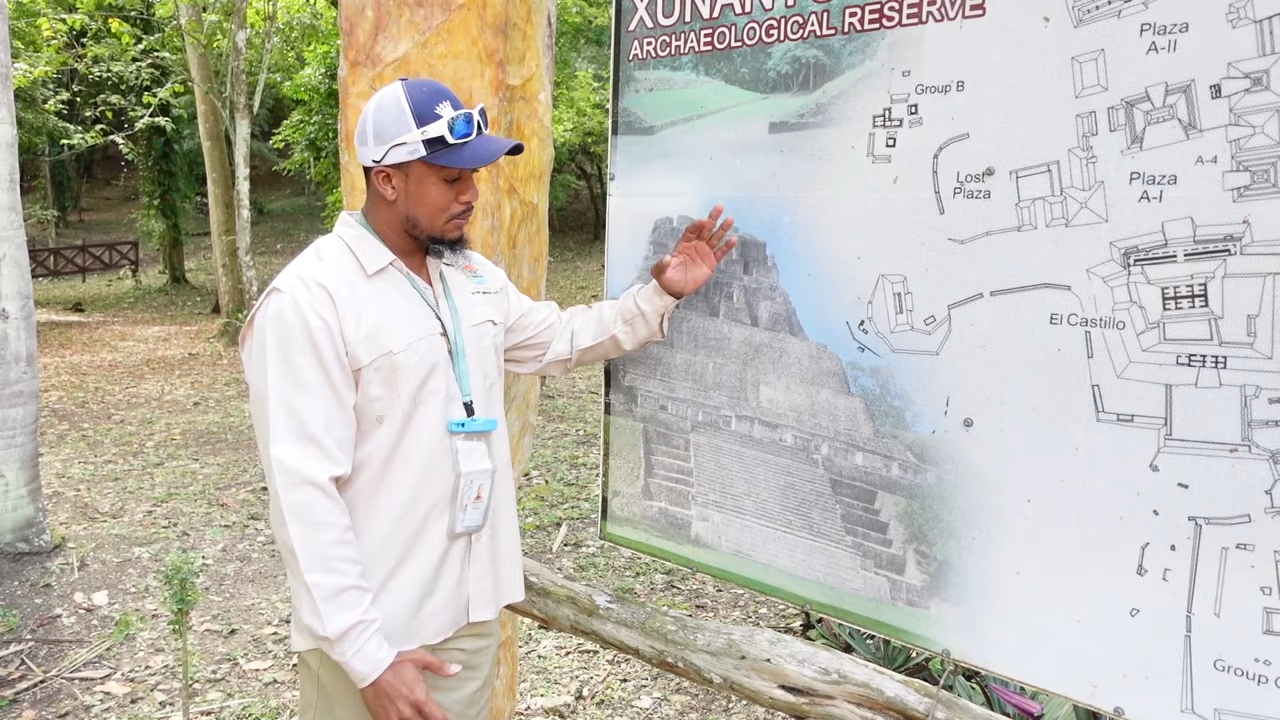 ARCHAEOLOGICAL RESERVE
Plaza
A-II
Group B
A-4
Lost
Plaza
Plaza
A-I
El Castillo
Group